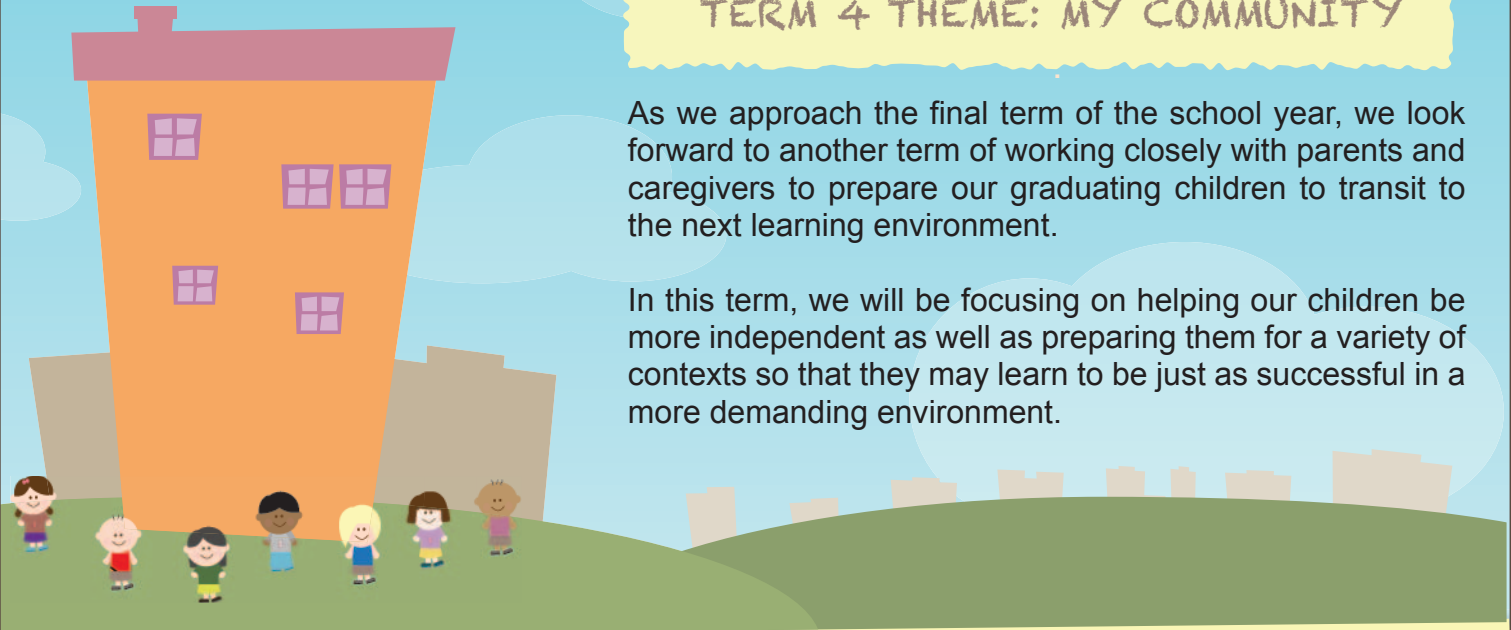 TERM 4 THEME: MY COMMUNITY
As we approach the final term of the school year, we look
forward to another term of working closely with parents and
caregivers to prepare our graduating children to transit to
the next learning environment.
In this term, we will be focusing on helping our children be
more independent as well as preparing them for a variety of
contexts so that they may learn to be just as successful in a
more demanding environment.